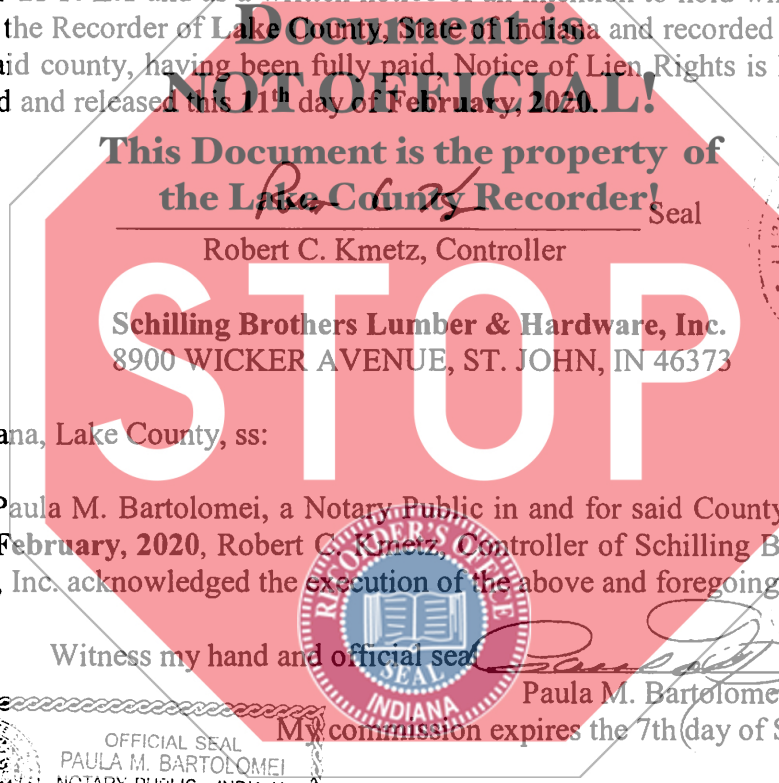 Document is
the Recorder of Lake County, State of Indiana and recorded
aid county, having been fully paid, Notice of Lien Rights is
NOT OFFICIAL!
d and released this 11th day of February, 2020.
This Document is the property of
the Lake County Recorder!
Seal
Robert C. Kmetz, Controller
STOP
Schilling Brothers Lumber & Hardware, Inc.
8900 WICKER AVENUE, ST. JOHN, IN 46373
ana, Lake County, ss:
Paula M. Bartolomei, a Notary Public in and for said County
February, 2020, Robert C. Kmetz, Controller of Schilling B
, Inc. acknowledged the execution of the above and foregoing
RECORDER'S OFFICE
SEAL
INDIANA
Witness my hand and official seal
Paula M. Bartolome
My commission expires the 7th day of S
OFFICIAL SEAL
PAULA M. BARTOLOMEI
NOTARY PUBLIC - INDIANA